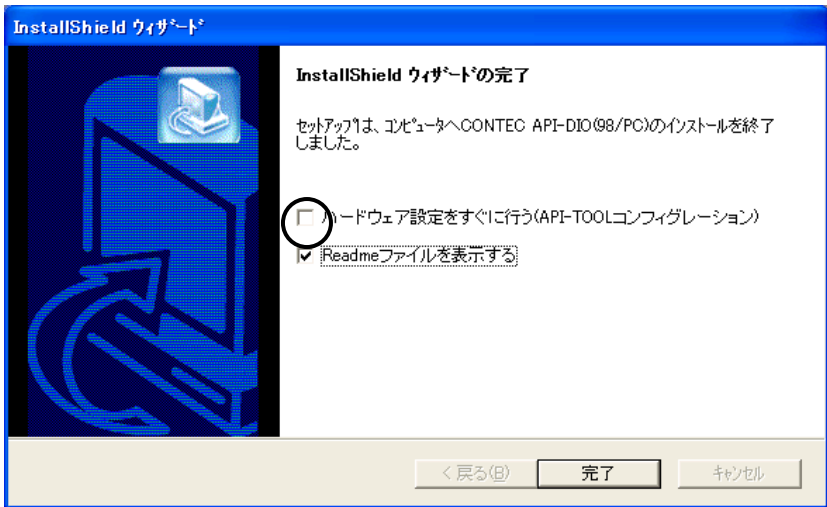 InstallShield ウィザード
InstallShield ウィザードの完了
セットアップは、コンピュータへCONTEC API-DIO(98/PC)のインストールを終了
しました。
ハードウェア設定をすぐに行う(API-TOOLコンフィグレーション)
Readmeファイルを表示する
< 戻る(B) 完了 キャンセル